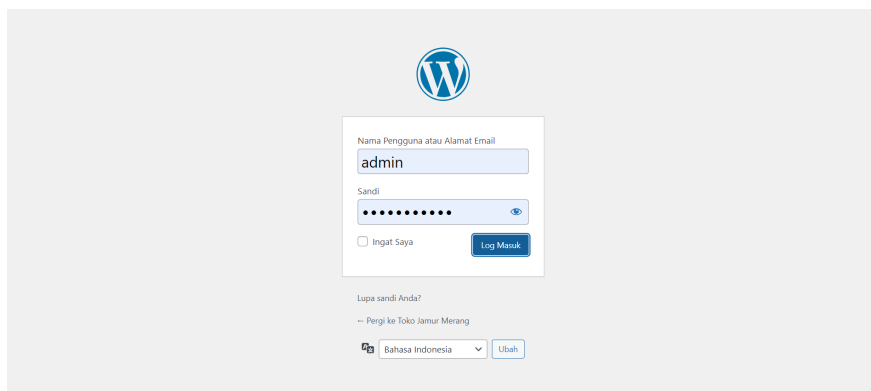 Nama Pengguna atau Alamat Email
admin
Sandi
•••••••••••
Ingat Saya
Log Masuk
Lupa sandi Anda?
← Pergi ke Toko Jamur Merang
Bahasa Indonesia
Ubah